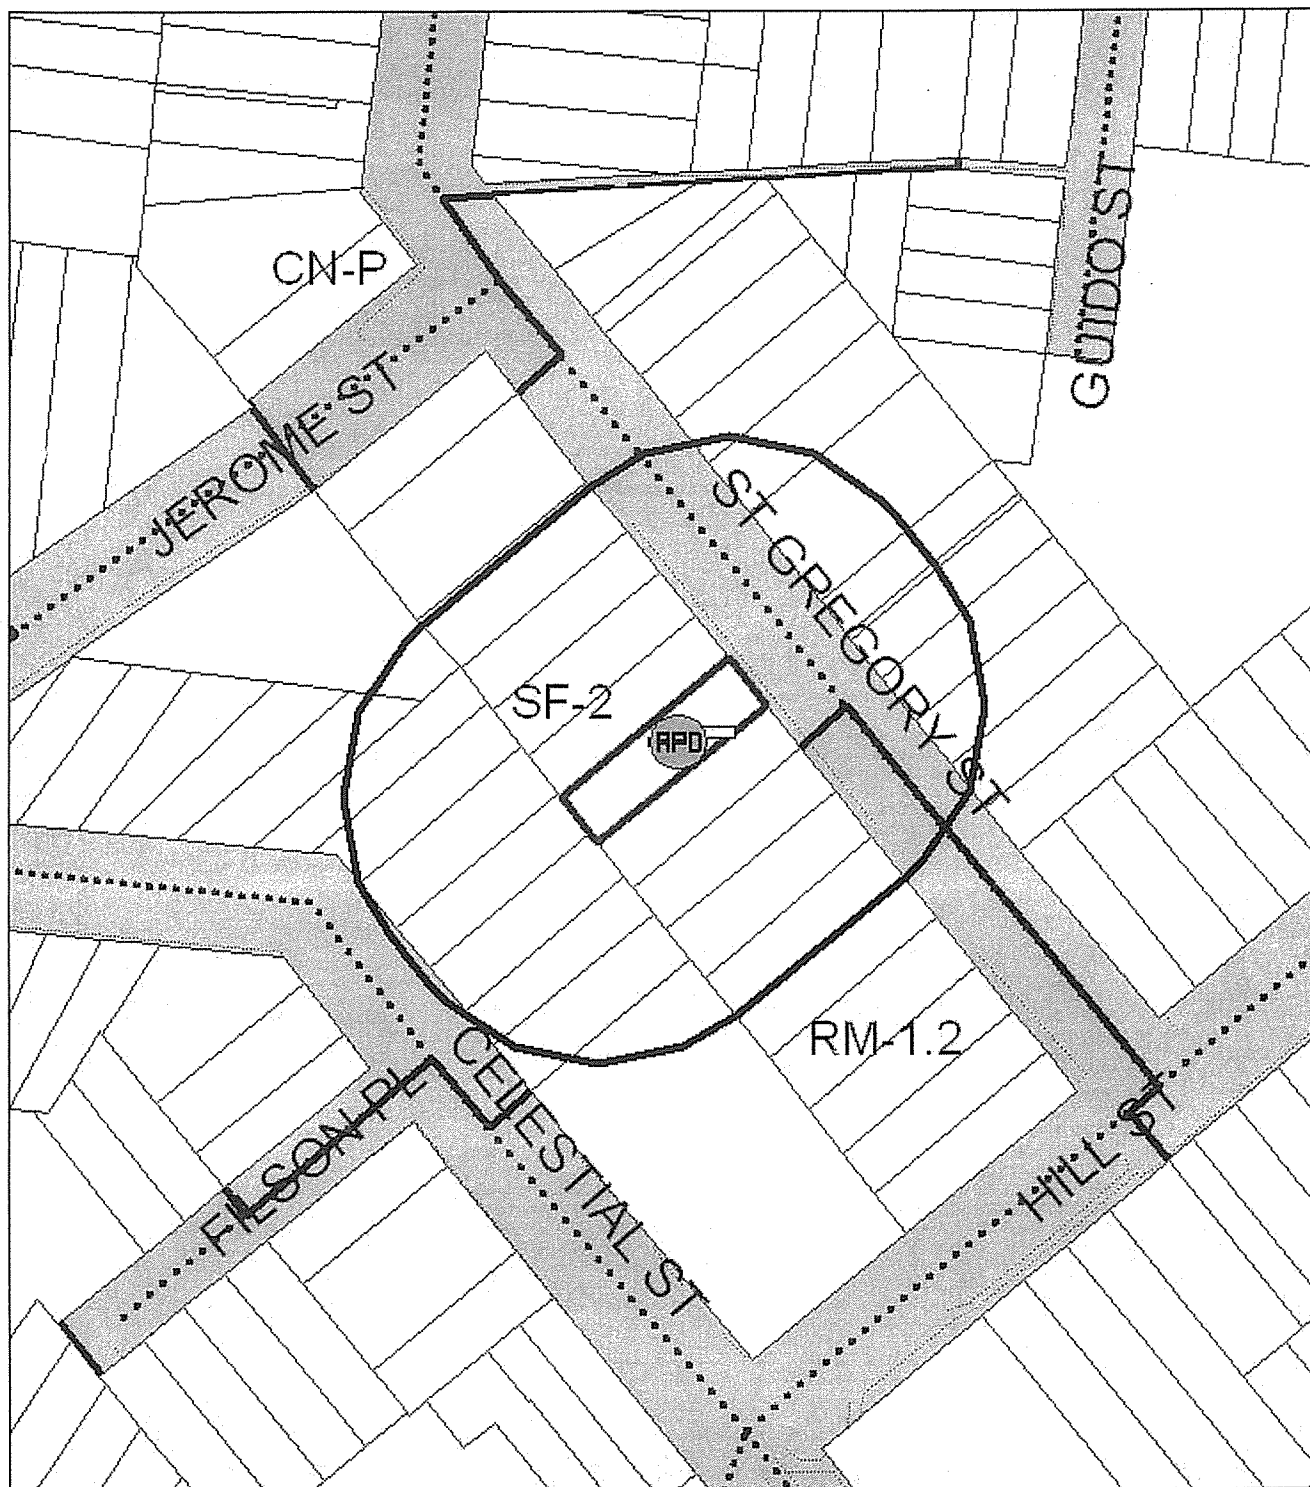 CN-P
GUIDO ST
JEROME ST
ST GREGORY ST
SF-2
APD
RM-1.2
CELESTIAL ST
FILSON PL
HILL ST